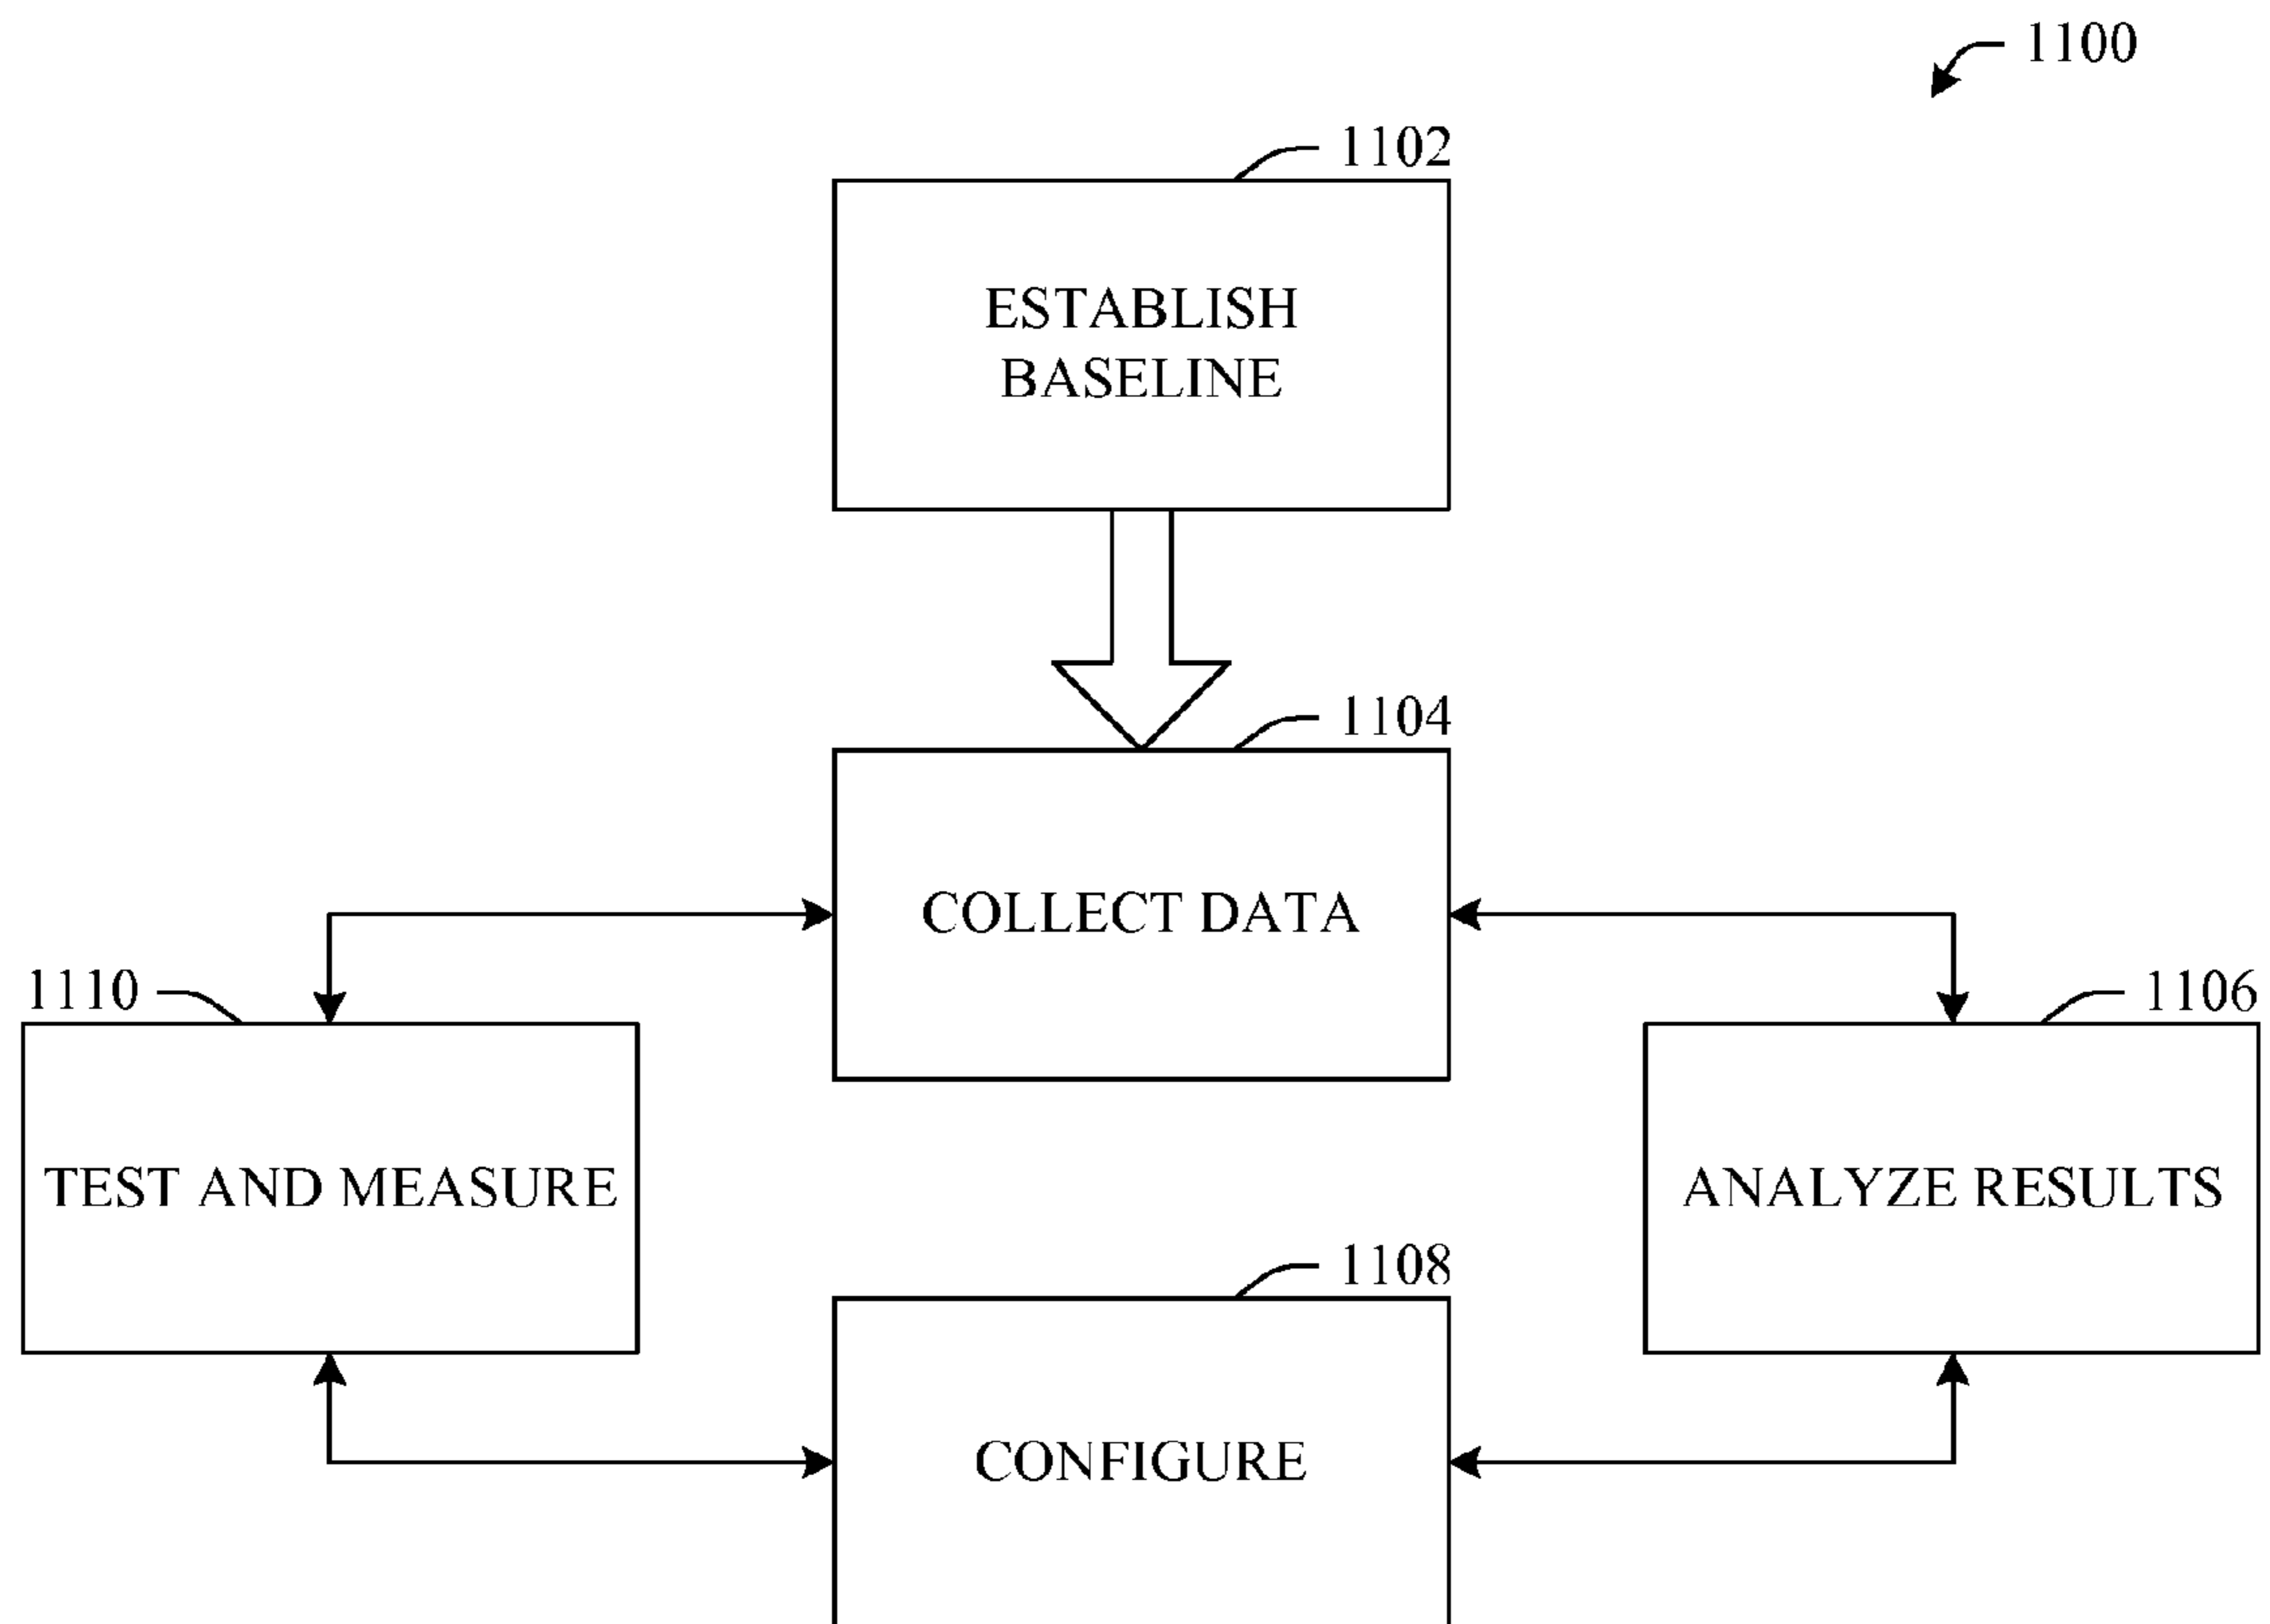 1100
1102
ESTABLISH
BASELINE
1104
COLLECT DATA
1110
1106
TEST AND MEASURE
ANALYZE RESULTS
1108
CONFIGURE